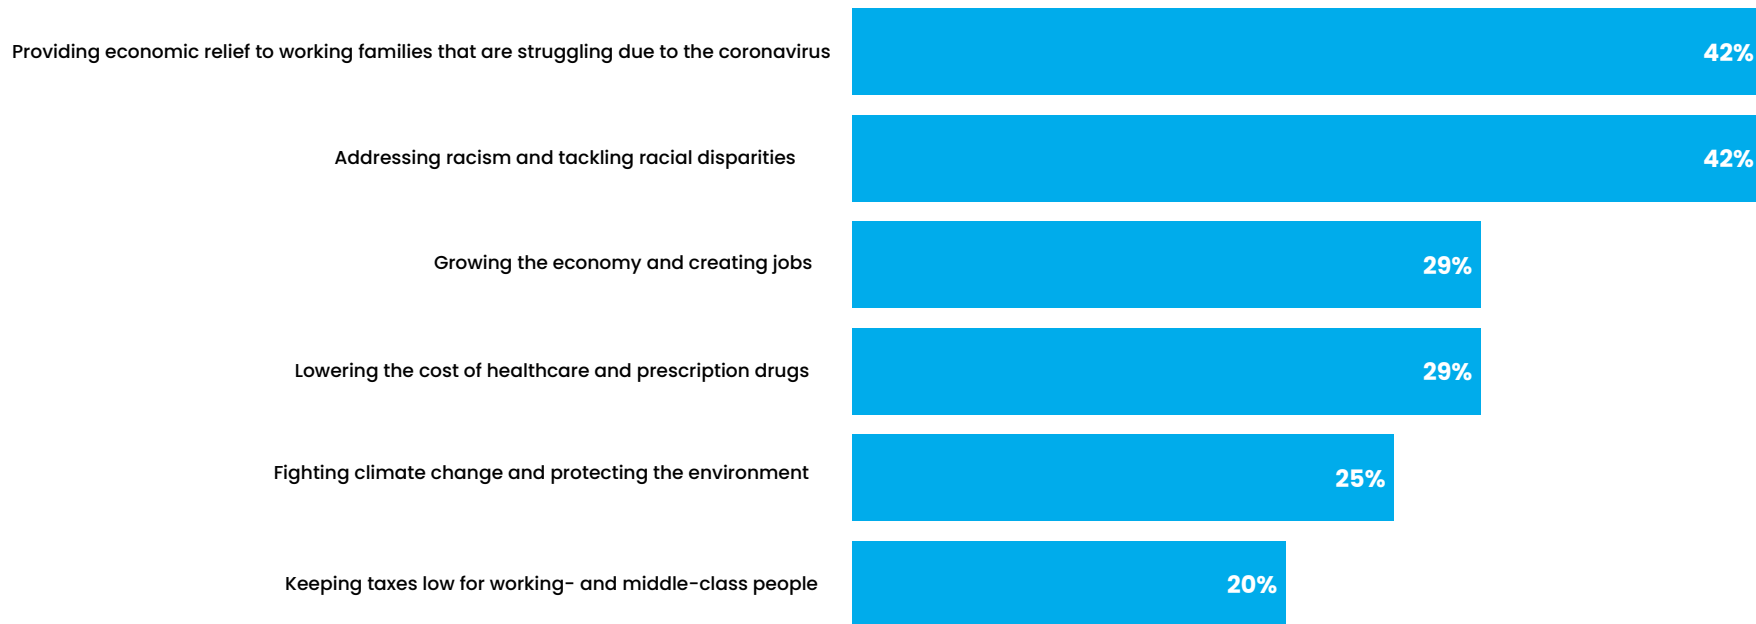 Providing economic relief to working families that are struggling due to the coronavirus 42%
Addressing racism and tackling racial disparities 42%
Growing the economy and creating jobs 29%
Lowering the cost of healthcare and prescription drugs 29%
Fighting climate change and protecting the environment 25%
Keeping taxes low for working- and middle-class people 20%